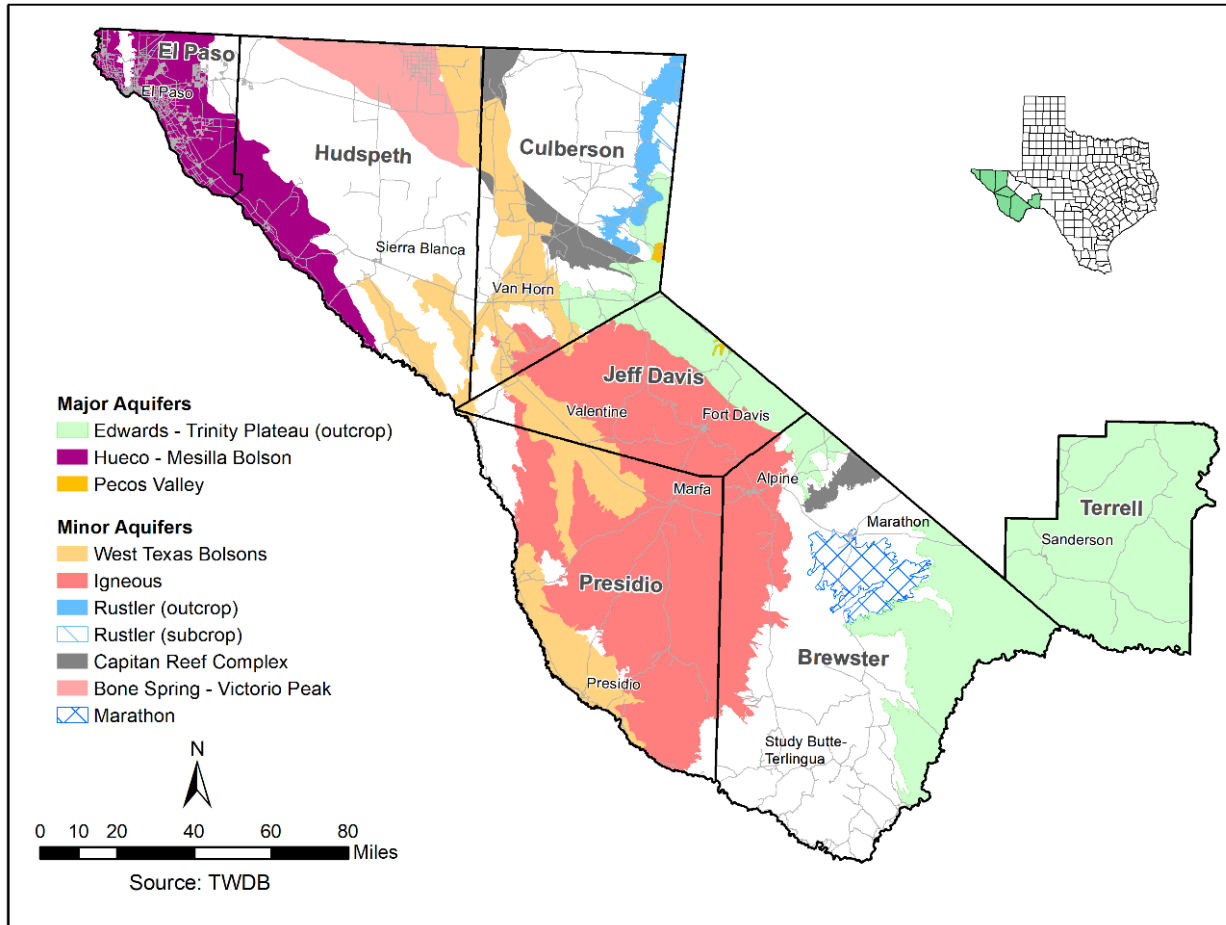 El Paso
El Paso
Hudspeth
Culberson
Sierra Blanca
Van Horn
Jeff Davis
Valentine
Fort Davis
Marfa
Alpine
Marathon
Terrell
Sanderson
Presidio
Presidio
Brewster
Study Butte-
Terlingua
Major Aquifers
Edwards - Trinity Plateau (outcrop)
Hueco - Mesilla Bolson
Pecos Valley
Minor Aquifers
West Texas Bolsons
Igneous
Rustler (outcrop)
Rustler (subcrop)
Capitan Reef Complex
Bone Spring - Victorio Peak
Marathon
N
0 10 20 40 60 80
Miles
Source: TWDB